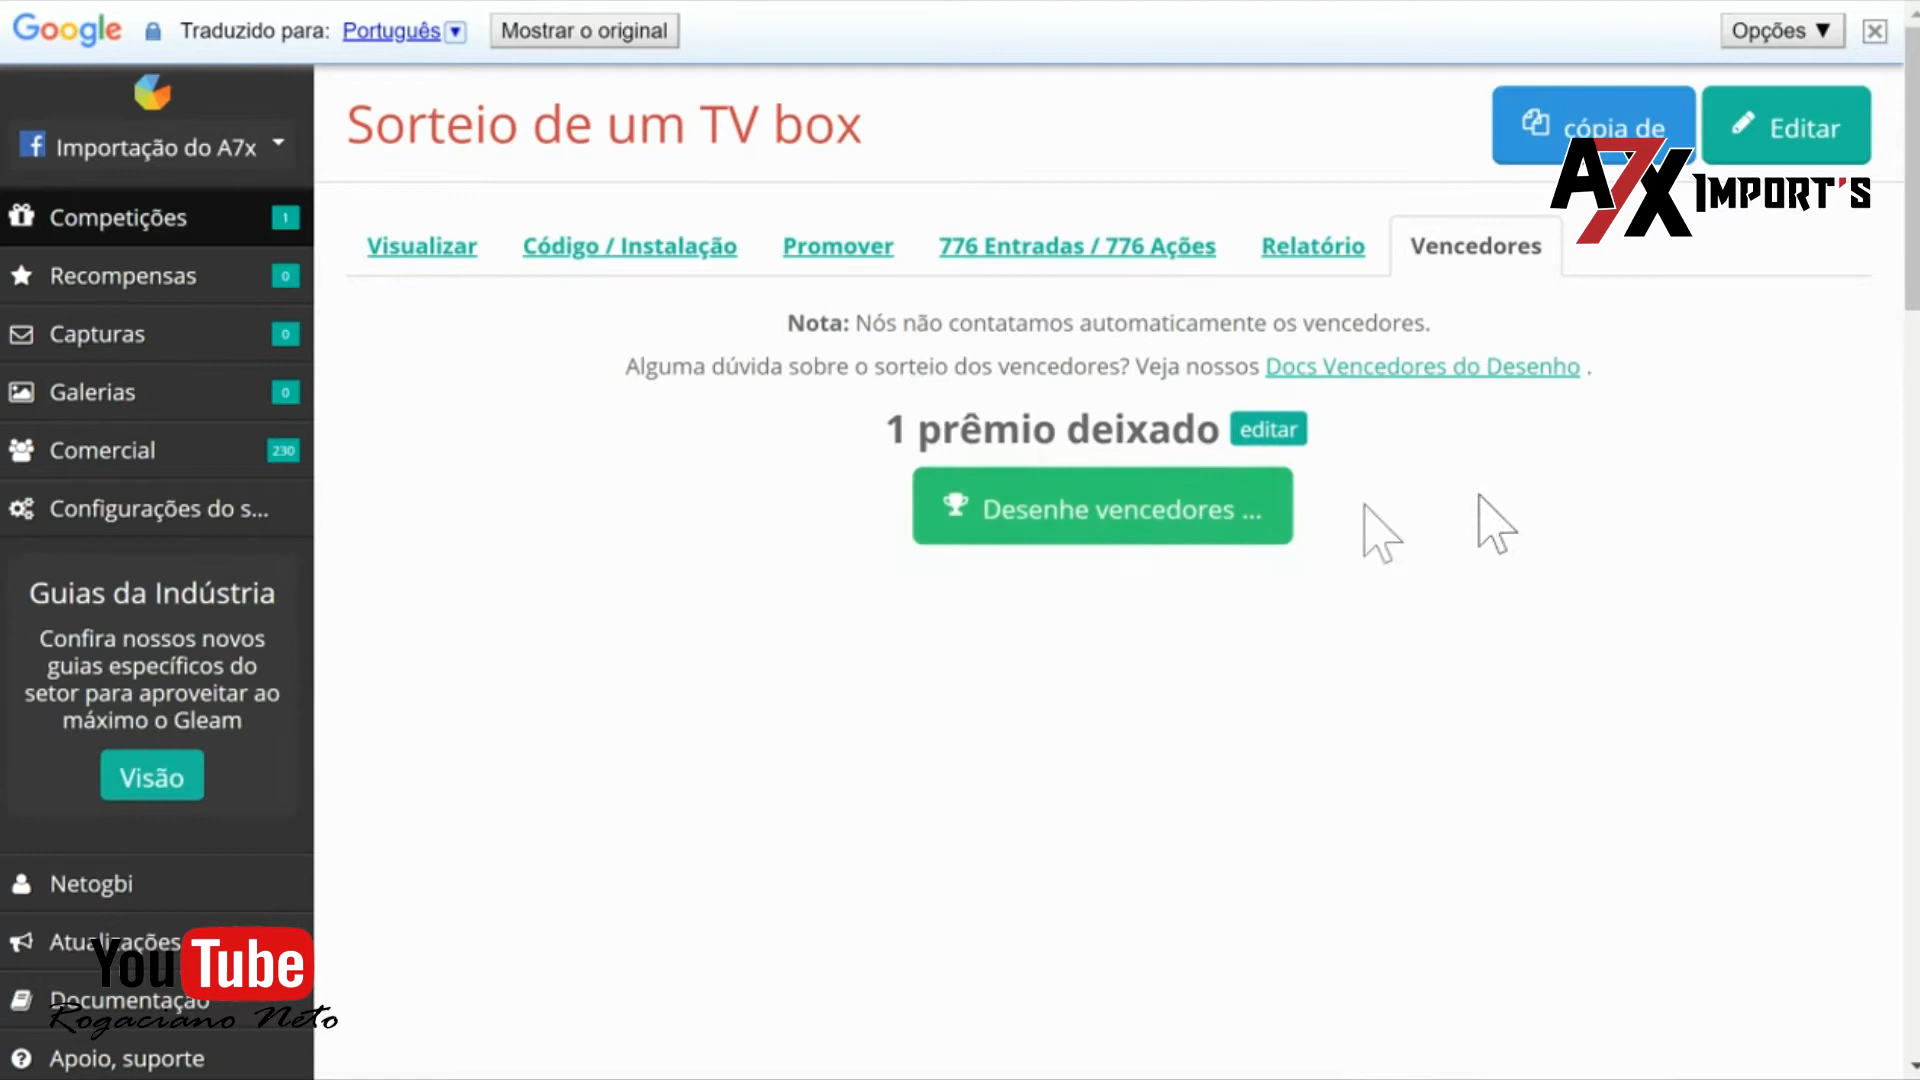 Google Traduzido para: Português Mostrar o original Opções ▼
Importação do A7x
Competições 1
Recompensas 0
Capturas 0
Galerias 0
Comercial 230
Configurações do s...
Guias da Indústria
Confira nossos novos
guias específicos do
setor para aproveitar ao
máximo o Gleam
Visão
Netogbi
Atualizações
Documentação
Apoio, suporte
YouTube
Rogaciano Neto
Sorteio de um TV box
cópia de
Editar
A7X IMPORT'S
Visualizar Código / Instalação Promover 776 Entradas / 776 Ações Relatório Vencedores
Nota: Nós não contatamos automaticamente os vencedores.
Alguma dúvida sobre o sorteio dos vencedores? Veja nossos Docs Vencedores do Desenho .
1 prêmio deixado editar
Desenhe vencedores ...